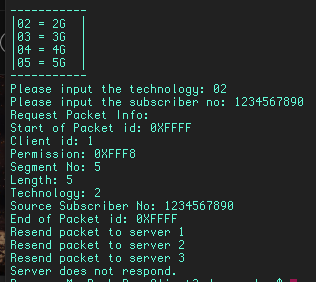 -----------
|02 = 2G |
|03 = 3G |
|04 = 4G |
|05 = 5G |
-----------
Please input the technology: 02
Please input the subscriber no: 1234567890
Request Packet Info:
Start of Packet id: 0XFFFF
Client id: 1
Permission: 0XFFF8
Segment No: 5
Length: 5
Technology: 2
Source Subscriber No: 1234567890
End of Packet id: 0XFFFF
Resend packet to server 1
Resend packet to server 2
Resend packet to server 3
Server does not respond.